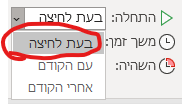 התחלה: בעת לחיצה
בעת לחיצה
משך זמן:
עם הקודם
השהיה:
אחרי הקודם